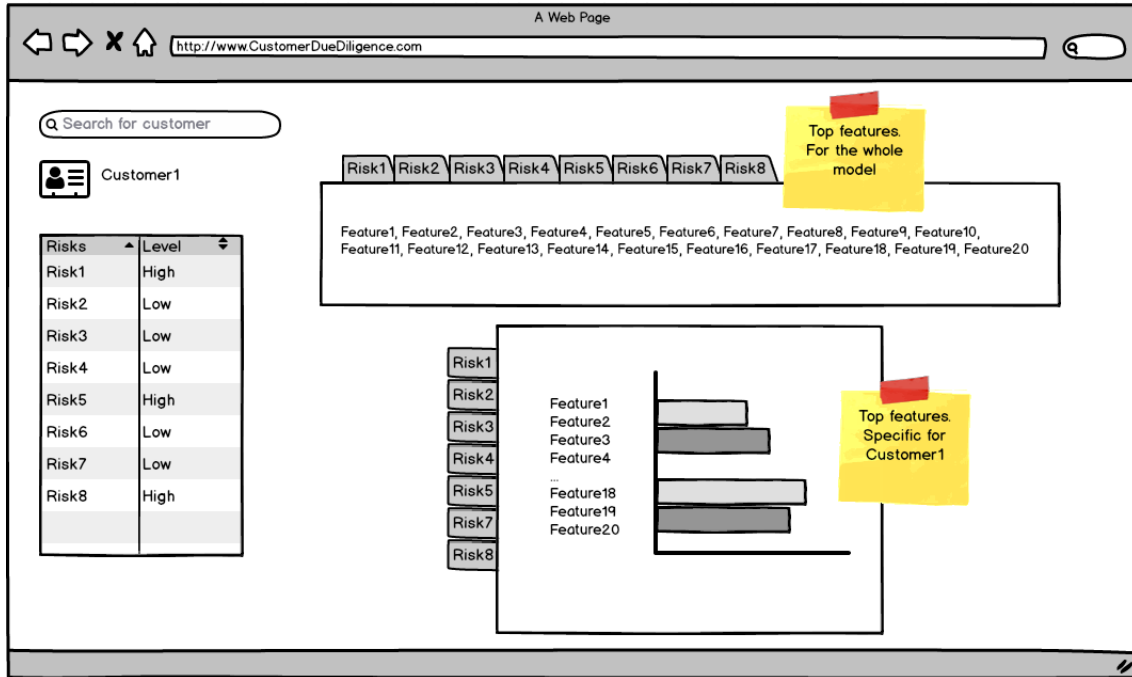 A Web Page
http://www.CustomerDueDiligence.com
Search for customer
Customer1
Risks Level
Risk1 High
Risk2 Low
Risk3 Low
Risk4 Low
Risk5 High
Risk6 Low
Risk7 Low
Risk8 High
Risk1 Risk2 Risk3 Risk4 Risk5 Risk6 Risk7 Risk8
Top features.
For the whole
model
Feature1, Feature2, Feature3, Feature4, Feature5, Feature6, Feature7, Feature8, Feature9, Feature10,
Feature11, Feature12, Feature13, Feature14, Feature15, Feature16, Feature17, Feature18, Feature19, Feature20
Risk1
Risk2
Risk3
Risk4
Risk5
Risk7
Risk8
Feature1
Feature2
Feature3
Feature4
...
Feature18
Feature19
Feature20
Top features.
Specific for
Customer1